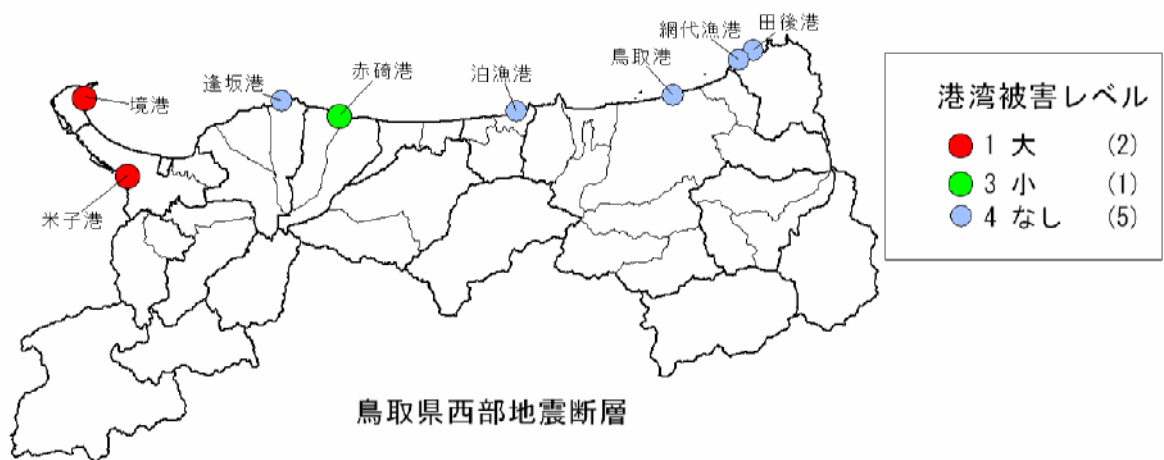 田後港
網代漁港
鳥取港
泊漁港
赤碕港
逢坂港
境港
米子港
港湾被害レベル
1 大 (2)
3 小 (1)
4 なし (5)
鳥取県西部地震断層